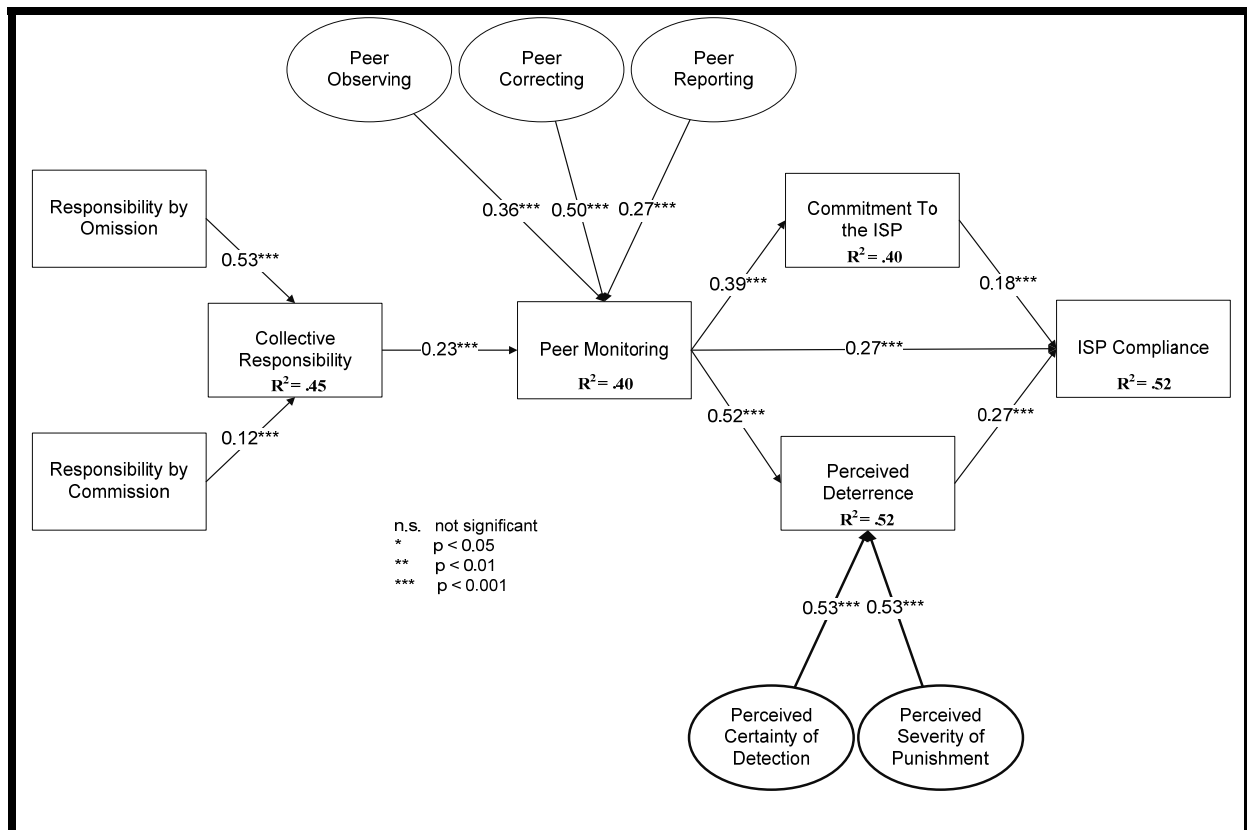 Peer
Observing
Peer
Correcting
Peer
Reporting
Responsibility by
Omission
0.53***
0.36***
0.50***
0.27***
Commitment To
the ISP
R² = .40
0.39***
0.18***
Collective
Responsibility
R² = .45
0.23***
Peer Monitoring
R² = .40
0.27***
ISP Compliance
R² = .52
0.12***
0.52***
0.27***
Responsibility by
Commission
Perceived
Deterrence
R² = .52
n.s. not significant
* p < 0.05
** p < 0.01
*** p < 0.001
0.53***
0.53***
Perceived
Certainty of
Detection
Perceived
Severity of
Punishment